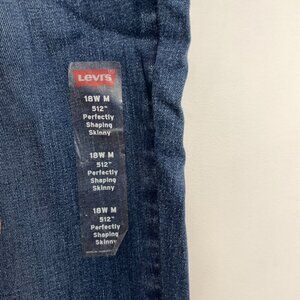 Levi's
18W M
512™
Perfectly
Shaping
Skinny
18W M
512™
Perfectly
Shaping
Skinny
18W M
512™
Perfectly
Shaping
Skinny